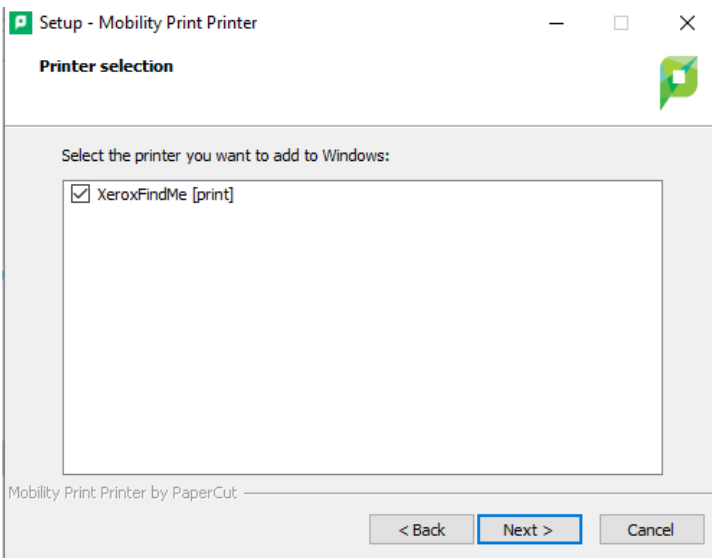 Setup - Mobility Print Printer
Printer selection
Select the printer you want to add to Windows:
XeroxFindMe [print]
Mobility Print Printer by PaperCut
< Back Next > Cancel